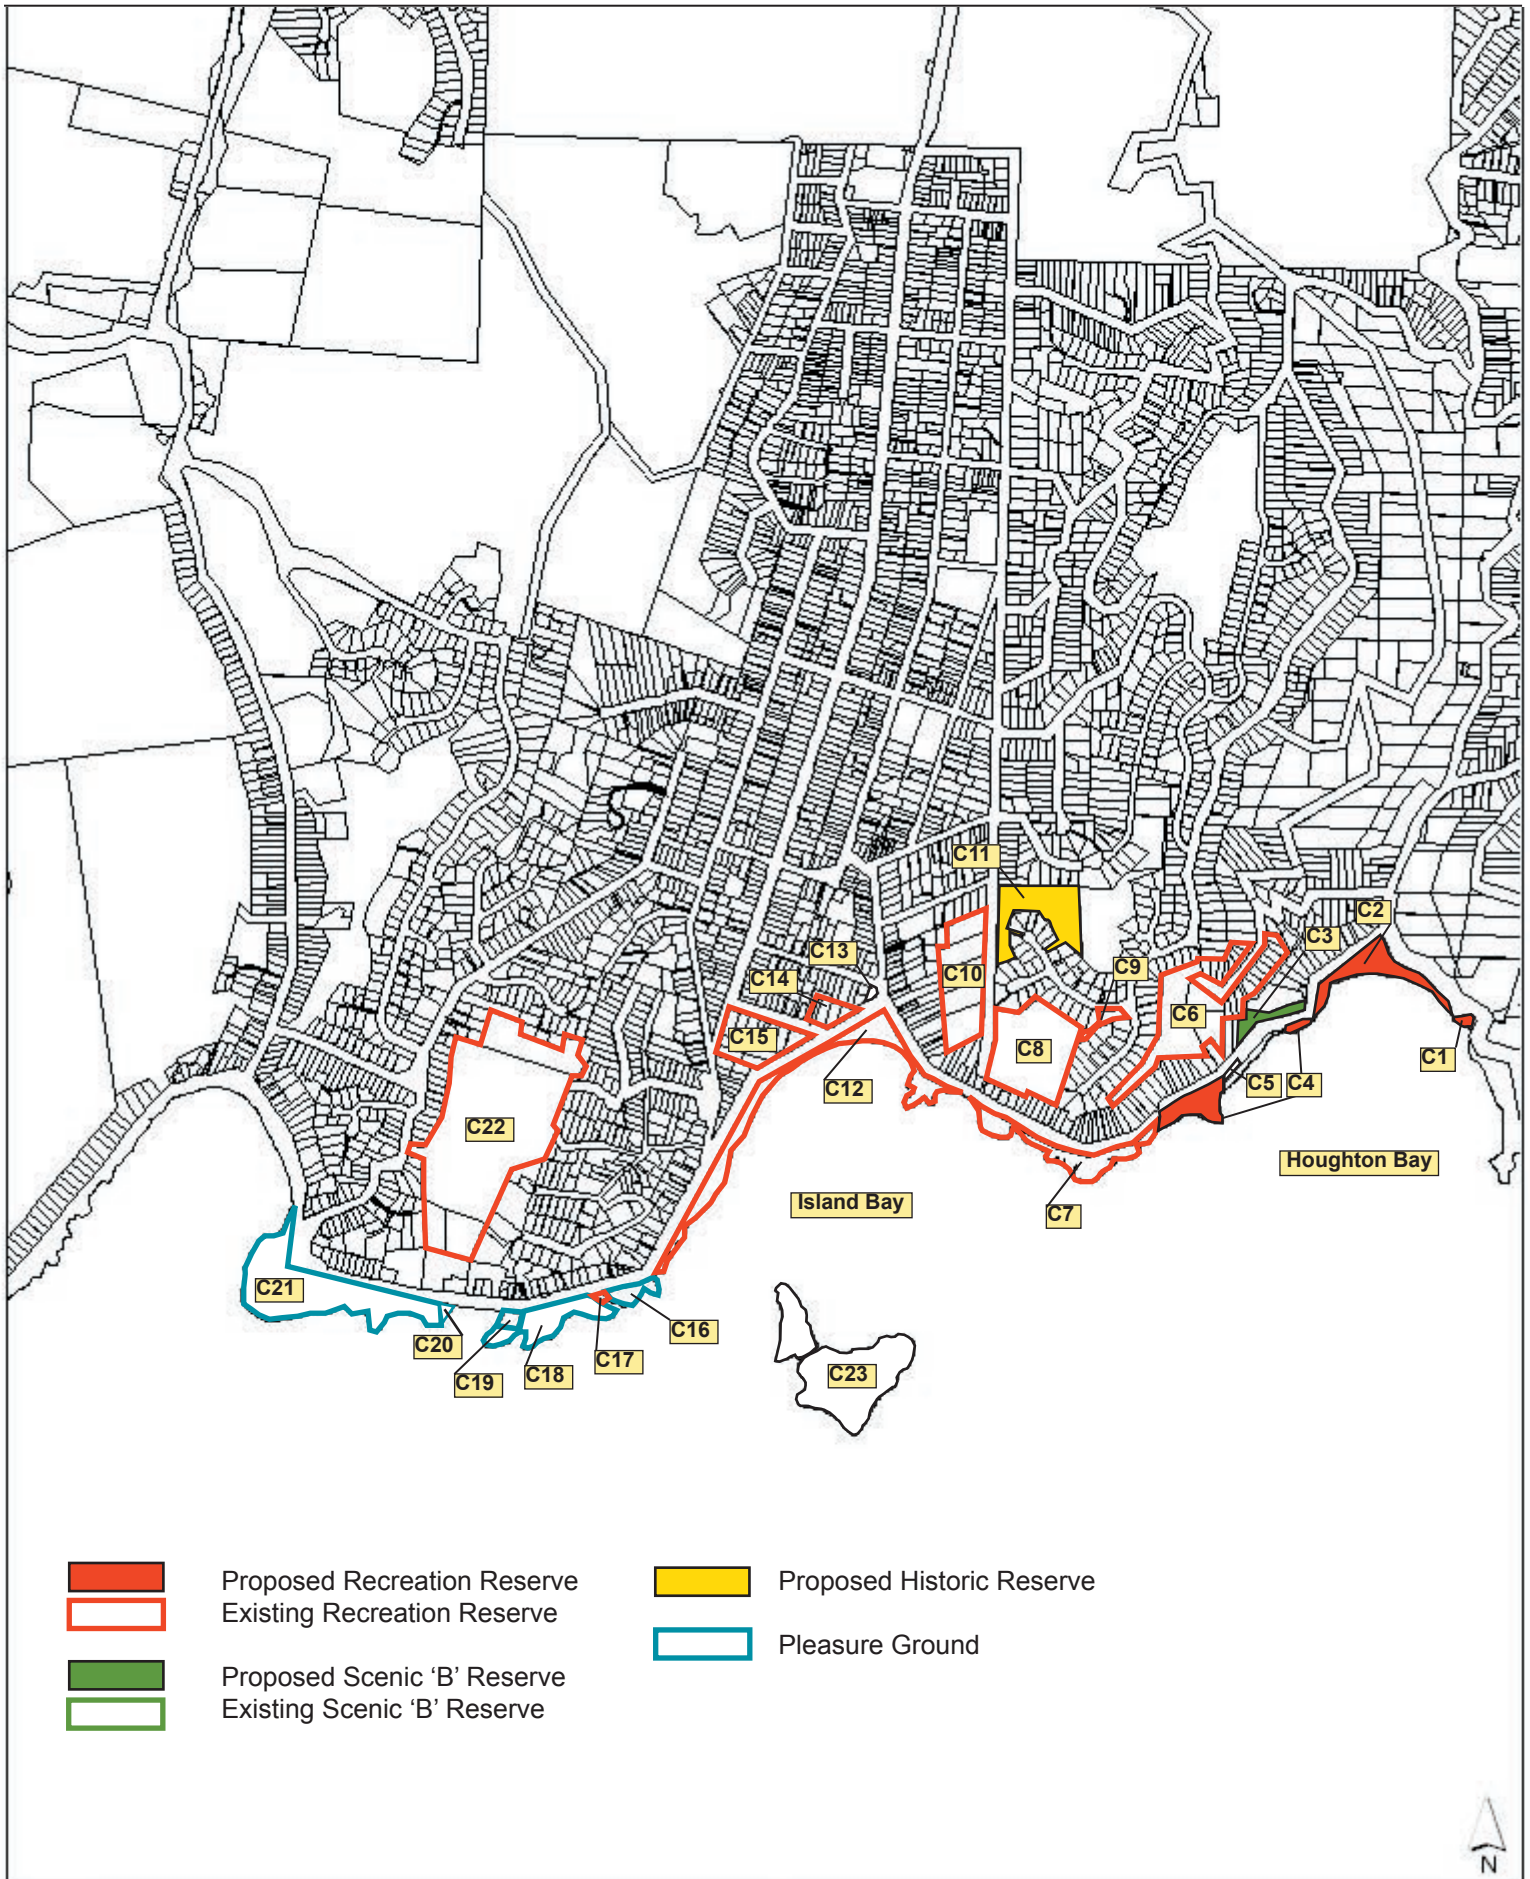 C11
C2
C3
C13
C9
C14
C10
C6
C15
C8
C1
C12
C5
C4
C22
Houghton Bay
Island Bay
C7
C21
C16
C20
C17
C19
C18
C23
Proposed Recreation Reserve
Existing Recreation Reserve
Proposed Scenic ‘B’ Reserve
Existing Scenic ‘B’ Reserve
Proposed Historic Reserve
Pleasure Ground
N